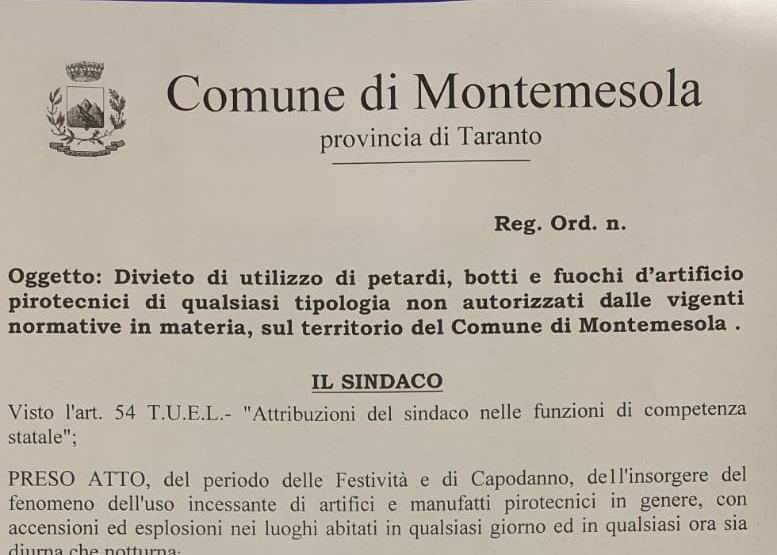 Comune di Montemesola
provincia di Taranto
Reg. Ord. n.
Oggetto: Divieto di utilizzo di petardi, botti e fuochi d'artificio
pirotecnici di qualsiasi tipologia non autorizzati dalle vigenti
normative in materia, sul territorio del Comune di Montemesola .
IL SINDACO
Visto l'art. 54 T.U.E.L.- "Attribuzioni del sindaco nelle funzioni di competenza
statale";
PRESO ATTO, del periodo delle Festività e di Capodanno, dell'insorgere del
fenomeno dell'uso incessante di artifici e manufatti pirotecnici in genere, con
accensioni ed esplosioni nei luoghi abitati in qualsiasi giorno ed in qualsiasi ora sia
diurna che notturna;